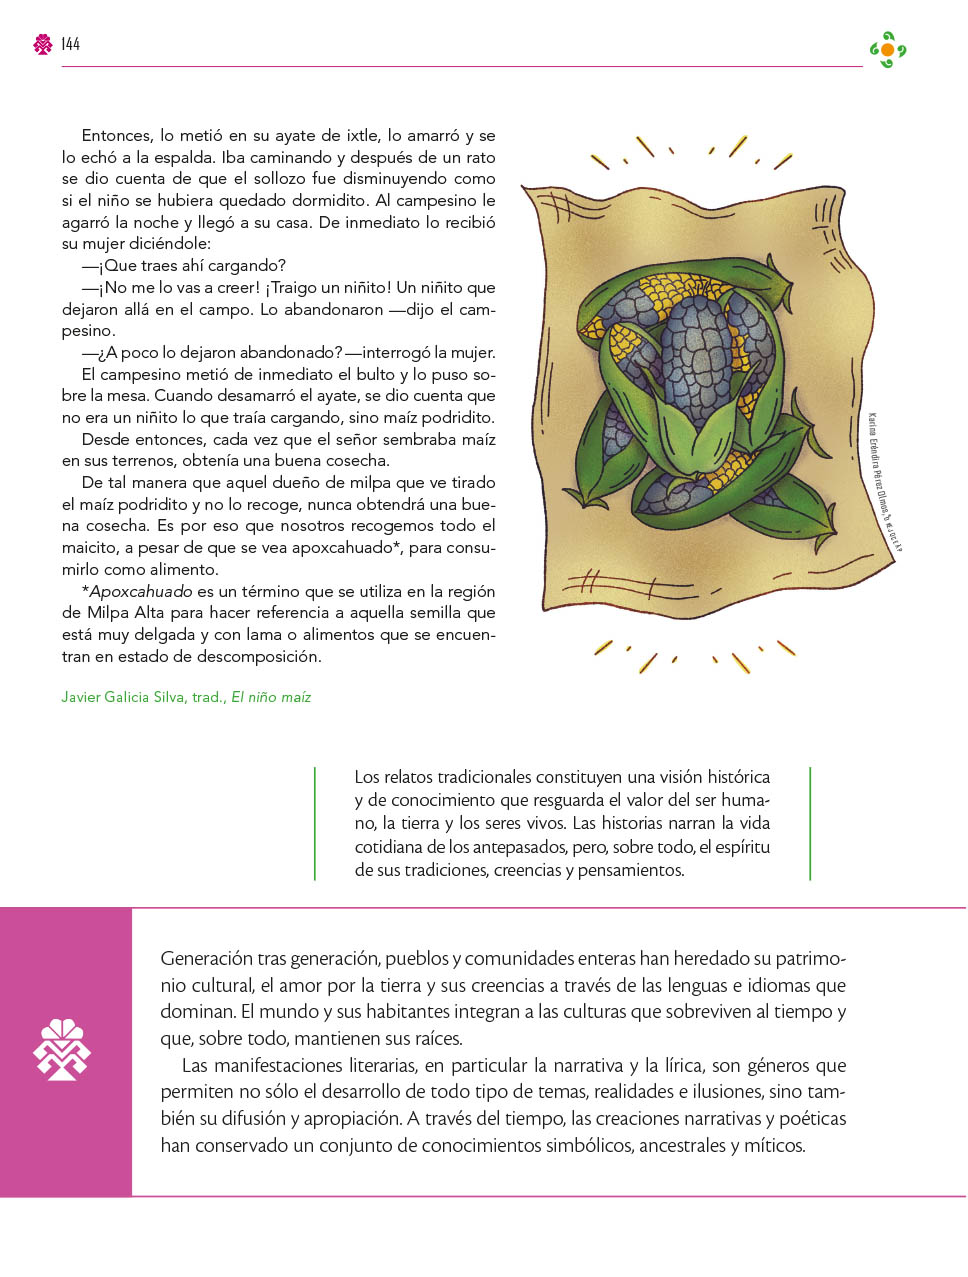 144
Entonces, lo metió en su ayate de ixtle, lo amarró y se
lo echó a la espalda. Iba caminando y después de un rato
se dio cuenta de que el sollozo fue disminuyendo como
si el niño se hubiera quedado dormidito. Al campesino le
agarró la noche y llegó a su casa. De inmediato lo recibió
su mujer diciéndole:
—¡Que traes ahí cargando?
—¡No me lo vas a creer! ¡Traigo un niñito! Un niñito que
dejaron allá en el campo. Lo abandonaron —dijo el cam-
pesino.
—¿A poco lo dejaron abandonado? —interrogó la mujer.
El campesino metió de inmediato el bulto y lo puso so-
bre la mesa. Cuando desamarró el ayate, se dio cuenta que
no era un niñito lo que traía cargando, sino maíz podridito.
Desde entonces, cada vez que el señor sembraba maíz
en sus terrenos, obtenía una buena cosecha.
De tal manera que aquel dueño de milpa que ve tirado
el maíz podridito y no lo recoge, nunca obtendrá una bue-
na cosecha. Es por eso que nosotros recogemos todo el
maicito, a pesar de que se vea apoxcahuado*, para consu-
mirlo como alimento.
*Apoxcahuado es un término que se utiliza en la región
de Milpa Alta para hacer referencia a aquella semilla que
está muy delgada y con lama o alimentos que se encuen-
tran en estado de descomposición.
Javier Galicia Silva, trad., El niño maíz
Karina Eréndira Pérez Olmos,
Los relatos tradicionales constituyen una visión histórica
y de conocimiento que resguarda el valor del ser huma-
no, la tierra y los seres vivos. Las historias narran la vida
cotidiana de los antepasados, pero, sobre todo, el espíritu
de sus tradiciones, creencias y pensamientos.
Generación tras generación, pueblos y comunidades enteras han heredado su patrimo-
nio cultural, el amor por la tierra y sus creencias a través de las lenguas e idiomas que
dominan. El mundo y sus habitantes integran a las culturas que sobreviven al tiempo y
que, sobre todo, mantienen sus raíces.
Las manifestaciones literarias, en particular la narrativa y la lírica, son géneros que
permiten no sólo el desarrollo de todo tipo de temas, realidades e ilusiones, sino tam-
bién su difusión y apropiación. A través del tiempo, las creaciones narrativas y poéticas
han conservado un conjunto de conocimientos simbólicos, ancestrales y míticos.